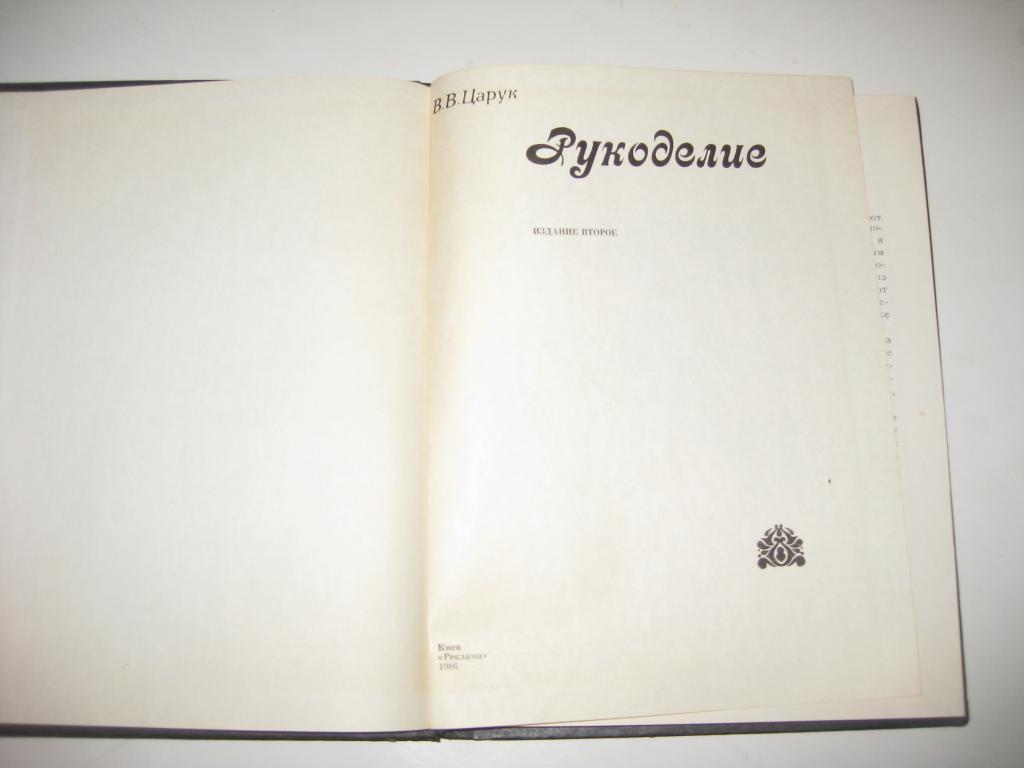 В.В.Царук
Рукоделие
ИЗДАНИЕ ВТОРОЕ
Киев
«Реклама»
1986